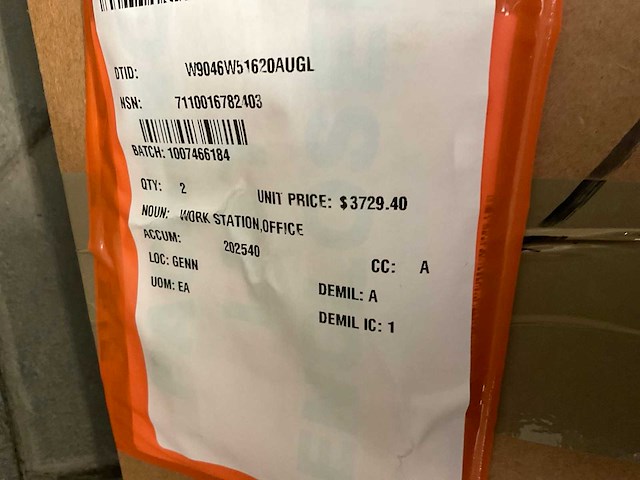 DTID: W9046W51620AUGL
NSN: 7110016782403
BATCH: 1007466184
QTY: 2 UNIT PRICE: $3729.40
NOUN: WORK STATION,OFFICE
ACCUM: 202540
LOC: GENN CC: A
UOM: EA DEMIL: A
DEMIL IC: 1